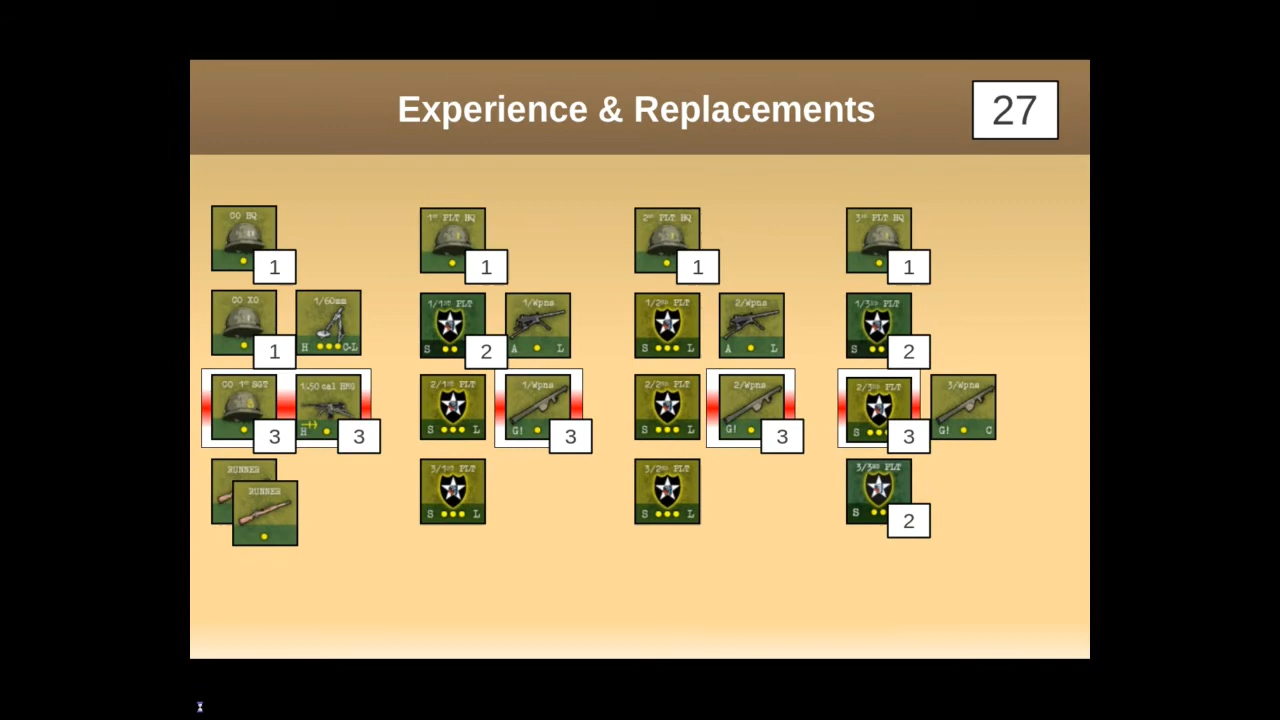 Experience & Replacements
27
CO HQ
1
1ST PLT HQ
1
2ND PLT HQ
1
3RD PLT HQ
1
CO XO
1
1/60mm
H C-L
1/1ST PLT
S
2
1/Wpns
A L
1/2ND PLT
S L
2/Wpns
A L
1/3RD PLT
S
2
CO 1ST SGT
3
1/.50 cal HMG
H
3
2/1ST PLT
S L
1/Wpns
G!
3
2/2ND PLT
S L
2/Wpns
G!
3
2/3RD PLT
S
3
3/Wpns
G! C
RUNNER
RUNNER
3/1ST PLT
S L
3/2ND PLT
S L
3/3RD PLT
S
2